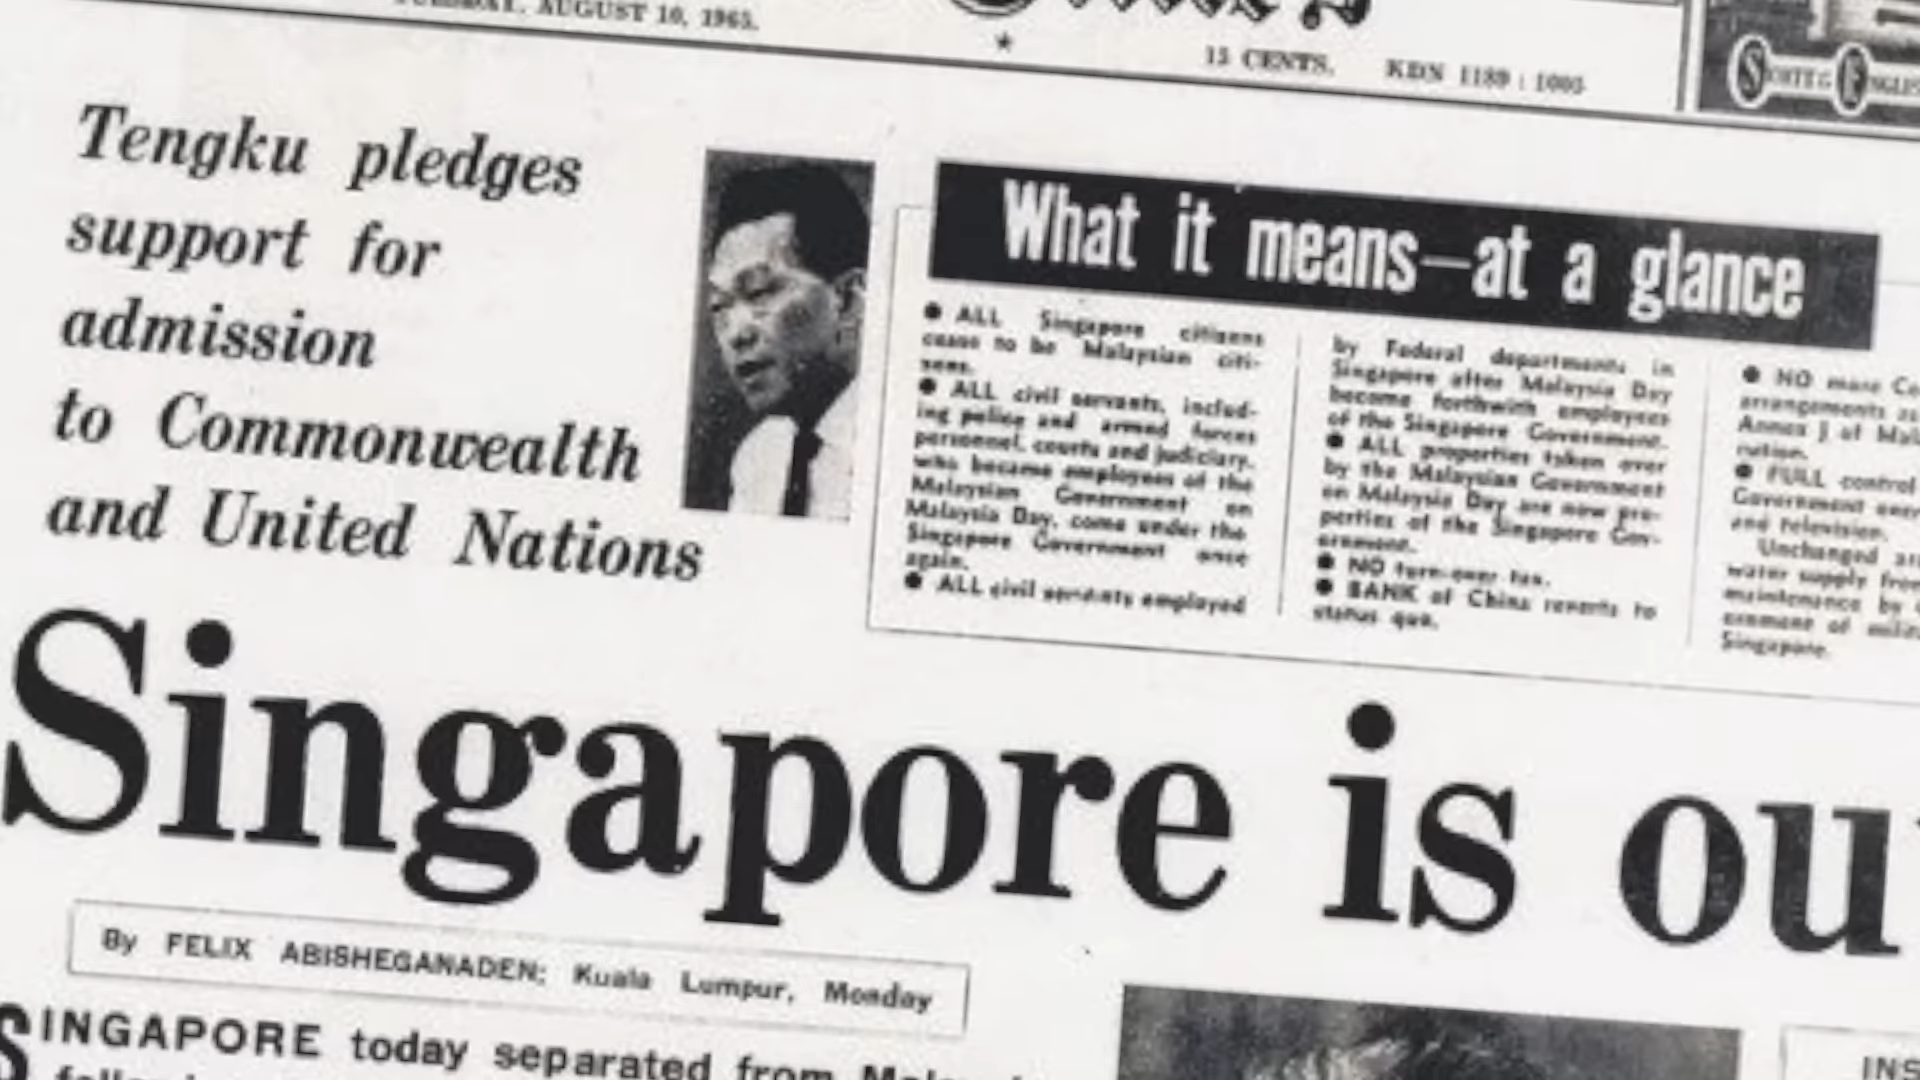 TUESDAY, AUGUST 10, 1965.
15 CENTS. KDN 1189 : 1005
Tengku pledges
support for
admission
to Commonwealth
and United Nations
What it means—at a glance
● ALL Singapore citizens
cease to be Malaysian citi-
zens.
● ALL civil servants, includ-
ing police and armed forces
personnel, courts and judiciary,
who became employees of the
Malaysian Government on
Malaysia Day, come under the
Singapore Government once
again.
● ALL civil servants employed
by Federal departments in
Singapore after Malaysia Day
become forthwith employees
of the Singapore Government.
● ALL properties taken over
by the Malaysian Government
on Malaysia Day are now pro-
perties of the Singapore Gov-
ernment.
● NO turn-over tax.
● BANK of China reverts to
status quo.
● NO more
arrangements as
Annex J of
● FULL control
Government over
and television.
Unchanged
water supply from
maintenance by
ernment of
Singapore.
Singapore is ou
By FELIX ABISHEGANADEN: Kuala Lumpur, Monday
SINGAPORE today separated from
INS